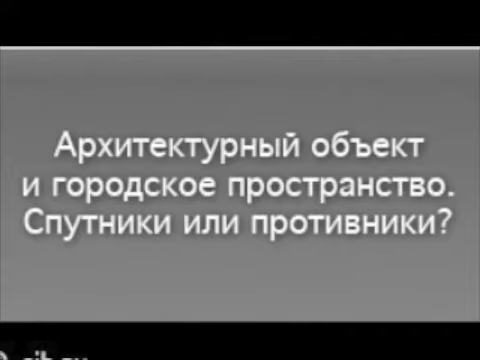 Архитектурный объект
и городское пространство.
Спутники или противники?